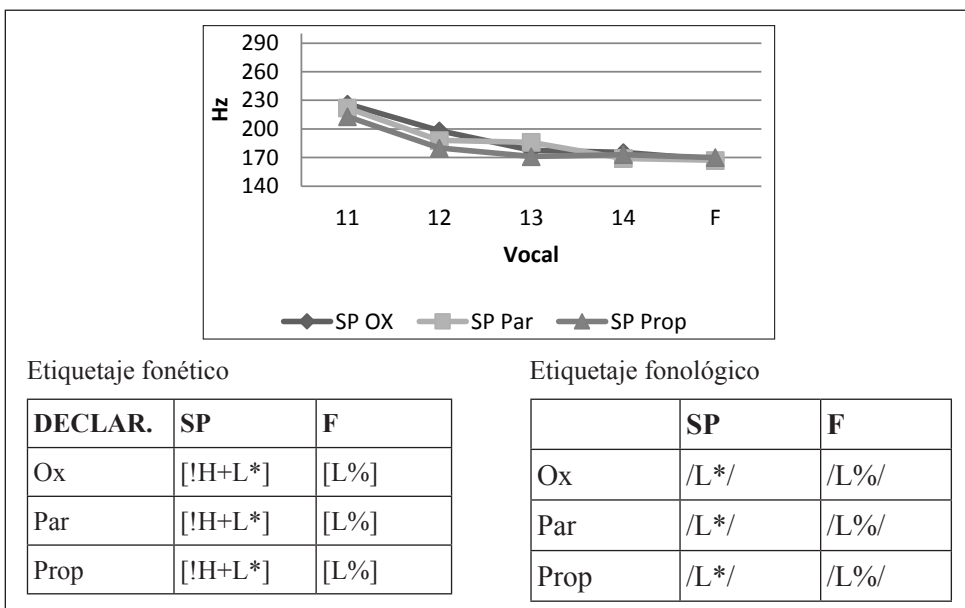 290
260
230
200
170
140
Hz
11 12 13 14 F
Vocal
SP OX SP Par SP Prop
Etiquetaje fonético
DECLAR. SP F
Ox [!H+L*] [L%]
Par [!H+L*] [L%]
Prop [!H+L*] [L%]
Etiquetaje fonológico
SP F
Ox /L*/ /L%/
Par /L*/ /L%/
Prop /L*/ /L%/